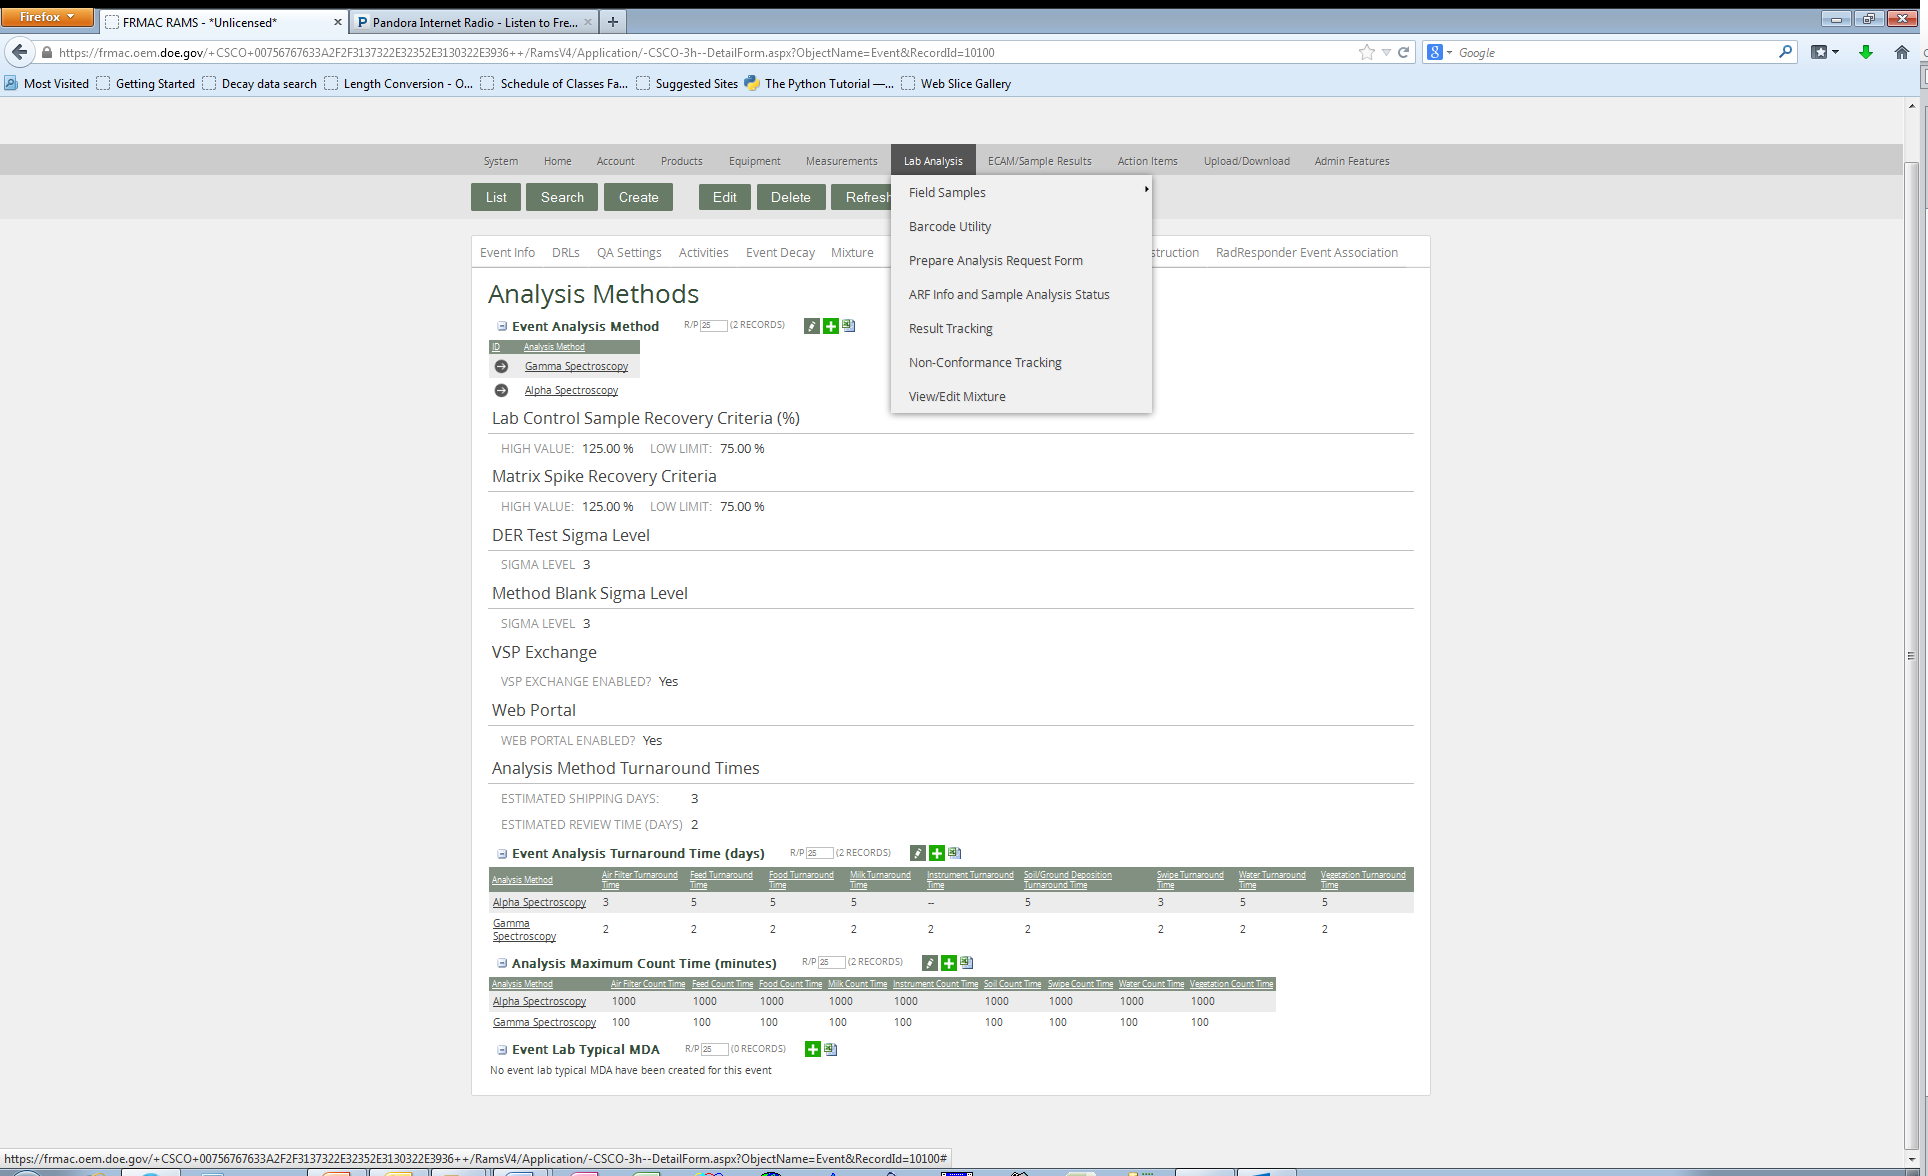 Firefox
FRMAC RAMS - *Unlicensed*
Pandora Internet Radio - Listen to Fre...
https://frmac.oem.doe.gov/+CSCO+00756767633A2F2F3137322E32352E3130322E3936++/RamsV4/Application/-CSCO-3h--DetailForm.aspx?ObjectName=Event&RecordId=10100
Google
Most Visited Getting Started Decay data search Length Conversion - O... Schedule of Classes Fa... Suggested Sites The Python Tutorial —... Web Slice Gallery
System Home Account Products Equipment Measurements Lab Analysis ECAM/Sample Results Action Items Upload/Download Admin Features
List Search Create Edit Delete Refresh
Field Samples
Barcode Utility
Prepare Analysis Request Form
ARF Info and Sample Analysis Status
Result Tracking
Non-Conformance Tracking
View/Edit Mixture
Event Info DRLs QA Settings Activities Event Decay Mixture struction RadResponder Event Association
Analysis Methods
Event Analysis Method R/P 25 (2 RECORDS)
ID Analysis Method
Gamma Spectroscopy
Alpha Spectroscopy
Lab Control Sample Recovery Criteria (%)
HIGH VALUE: 125.00 % LOW LIMIT: 75.00 %
Matrix Spike Recovery Criteria
HIGH VALUE: 125.00 % LOW LIMIT: 75.00 %
DER Test Sigma Level
SIGMA LEVEL 3
Method Blank Sigma Level
SIGMA LEVEL 3
VSP Exchange
VSP EXCHANGE ENABLED? Yes
Web Portal
WEB PORTAL ENABLED? Yes
Analysis Method Turnaround Times
ESTIMATED SHIPPING DAYS: 3
ESTIMATED REVIEW TIME (DAYS) 2
Event Analysis Turnaround Time (days) R/P 25 (2 RECORDS)
Analysis Method Air Filter Turnaround Time Feed Turnaround Time Food Turnaround Time Milk Turnaround Time Instrument Turnaround Time Soil/Ground Deposition Turnaround Time Swipe Turnaround Time Water Turnaround Time Vegetation Turnaround Time
Alpha Spectroscopy 3 5 5 5 -- 5 3 5 5
Gamma Spectroscopy 2 2 2 2 2 2 2 2 2
Analysis Maximum Count Time (minutes) R/P 25 (2 RECORDS)
Analysis Method Air Filter Count Time Feed Count Time Food Count Time Milk Count Time Instrument Count Time Soil Count Time Swipe Count Time Water Count Time Vegetation Count Time
Alpha Spectroscopy 1000 1000 1000 1000 1000 1000 1000 1000 1000
Gamma Spectroscopy 100 100 100 100 100 100 100 100 100
Event Lab Typical MDA R/P 25 (0 RECORDS)
No event lab typical MDA have been created for this event
https://frmac.oem.doe.gov/+CSCO+00756767633A2F2F3137322E32352E3130322E3936++/RamsV4/Application/-CSCO-3h--DetailForm.aspx?ObjectName=Event&RecordId=10100#